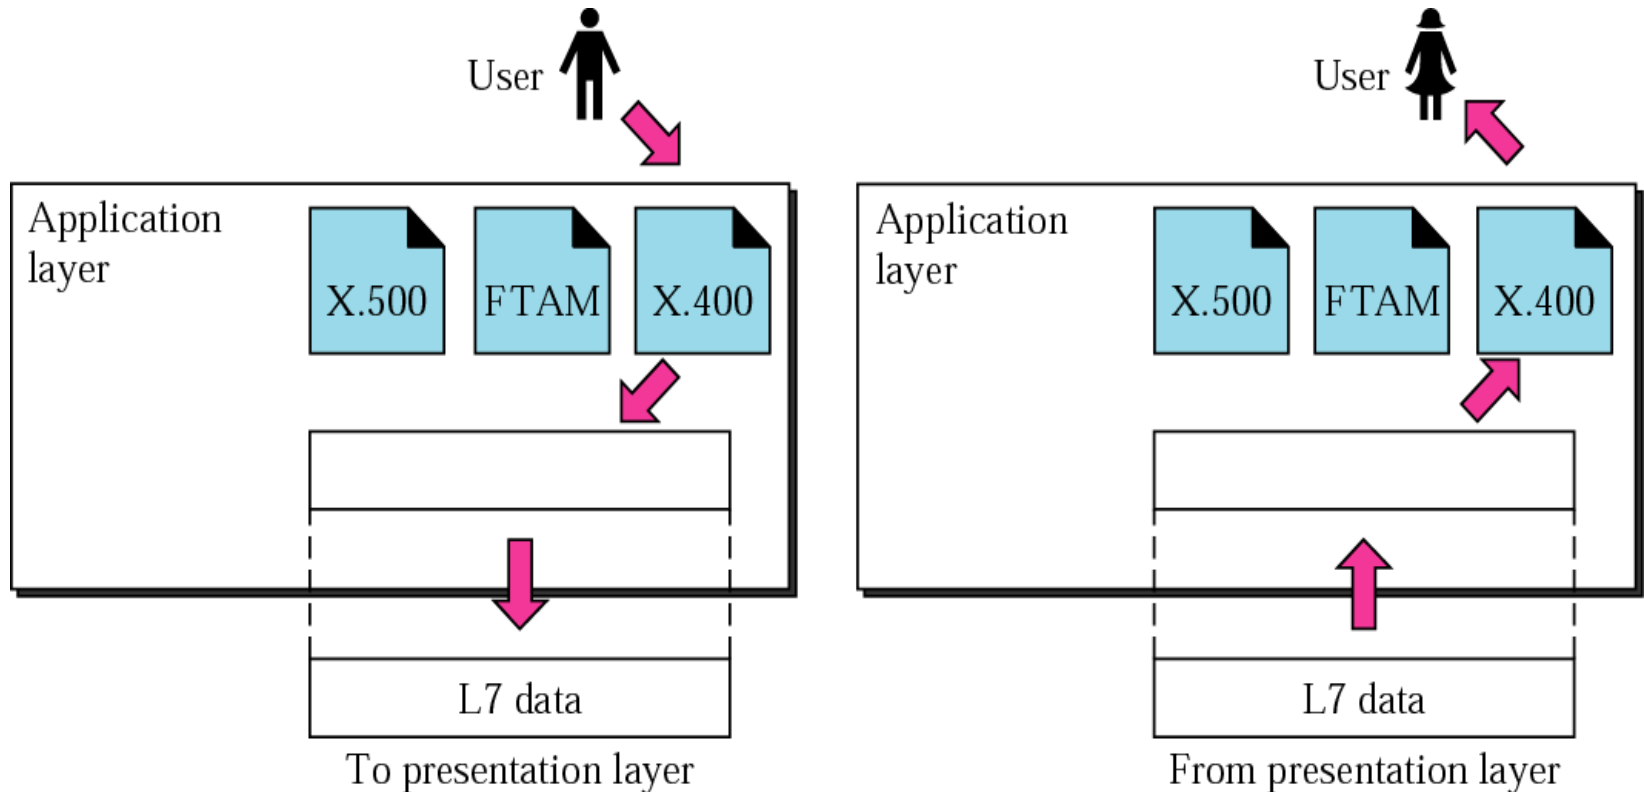 User
Application
layer
X.500
FTAM
X.400
L7 data
To presentation layer
User
Application
layer
X.500
FTAM
X.400
L7 data
From presentation layer